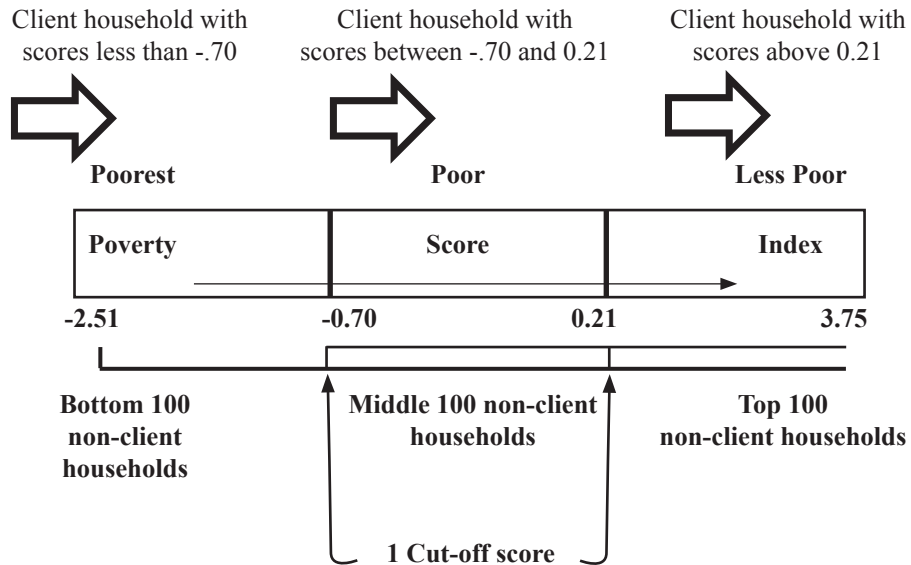 Client household with
scores less than -.70
Client household with
scores between -.70 and 0.21
Client household with
scores above 0.21
Poorest
Poor
Less Poor
Poverty
Score
Index
-2.51
-0.70
0.21
3.75
Bottom 100
non-client
households
Middle 100 non-client
households
Top 100
non-client households
1 Cut-off score